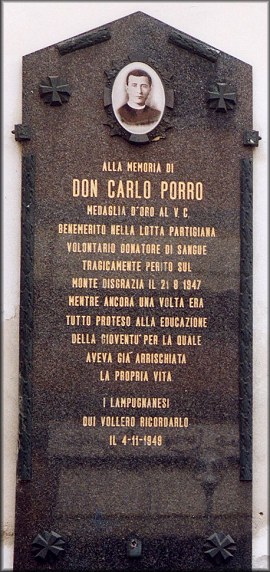 ALLA MEMORIA DI
DON CARLO PORRO
MEDAGLIA D'ORO AL V. C.
BENEMERITO NELLA LOTTA PARTIGIANA
VOLONTARIO DONATORE DI SANGUE
TRAGICAMENTE PERITO SUL
MONTE DISGRAZIA IL 21 8 1947
MENTRE ANCORA UNA VOLTA ERA
TUTTO PROTESO ALLA EDUCAZIONE
DELLA GIOVENTU' PER LA QUALE
AVEVA GIA' ARRISCHIATA
LA PROPRIA VITA
I LAMPUGNANESI
QUI VOLLERO RICORDARLO
IL 4-11-1949